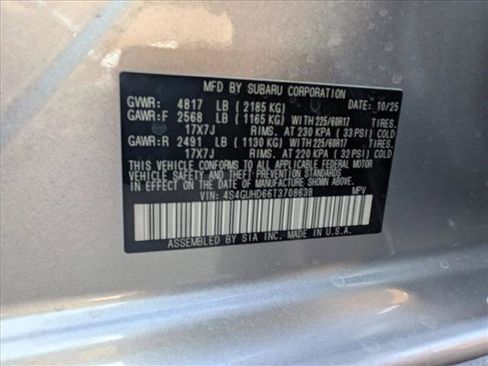 MFD BY SUBARU CORPORATION
GVWR: 4817 LB (2185 KG) DATE: 10/25
GAWR:F 2568 LB (1165 KG) WITH 225/60R17 TIRES.
17X7J RIMS. AT 230 KPA (33 PSI) COLD
GAWR:R 2491 LB (1130 KG) WITH 225/60R17 TIRES.
17X7J RIMS. AT 220 KPA (32 PSI) COLD
THIS VEHICLE CONFORMS TO ALL APPLICABLE FEDERAL MOTOR
VEHICLE SAFETY AND THEFT PREVENTION STANDARDS IN EFFECT
ON THE DATE OF MANUFACTURE SHOWN ABOVE.
VIN: 4S4GUHD66T3708638 MPV
ASSEMBLED BY SIA INC. MADE IN U.S.A.